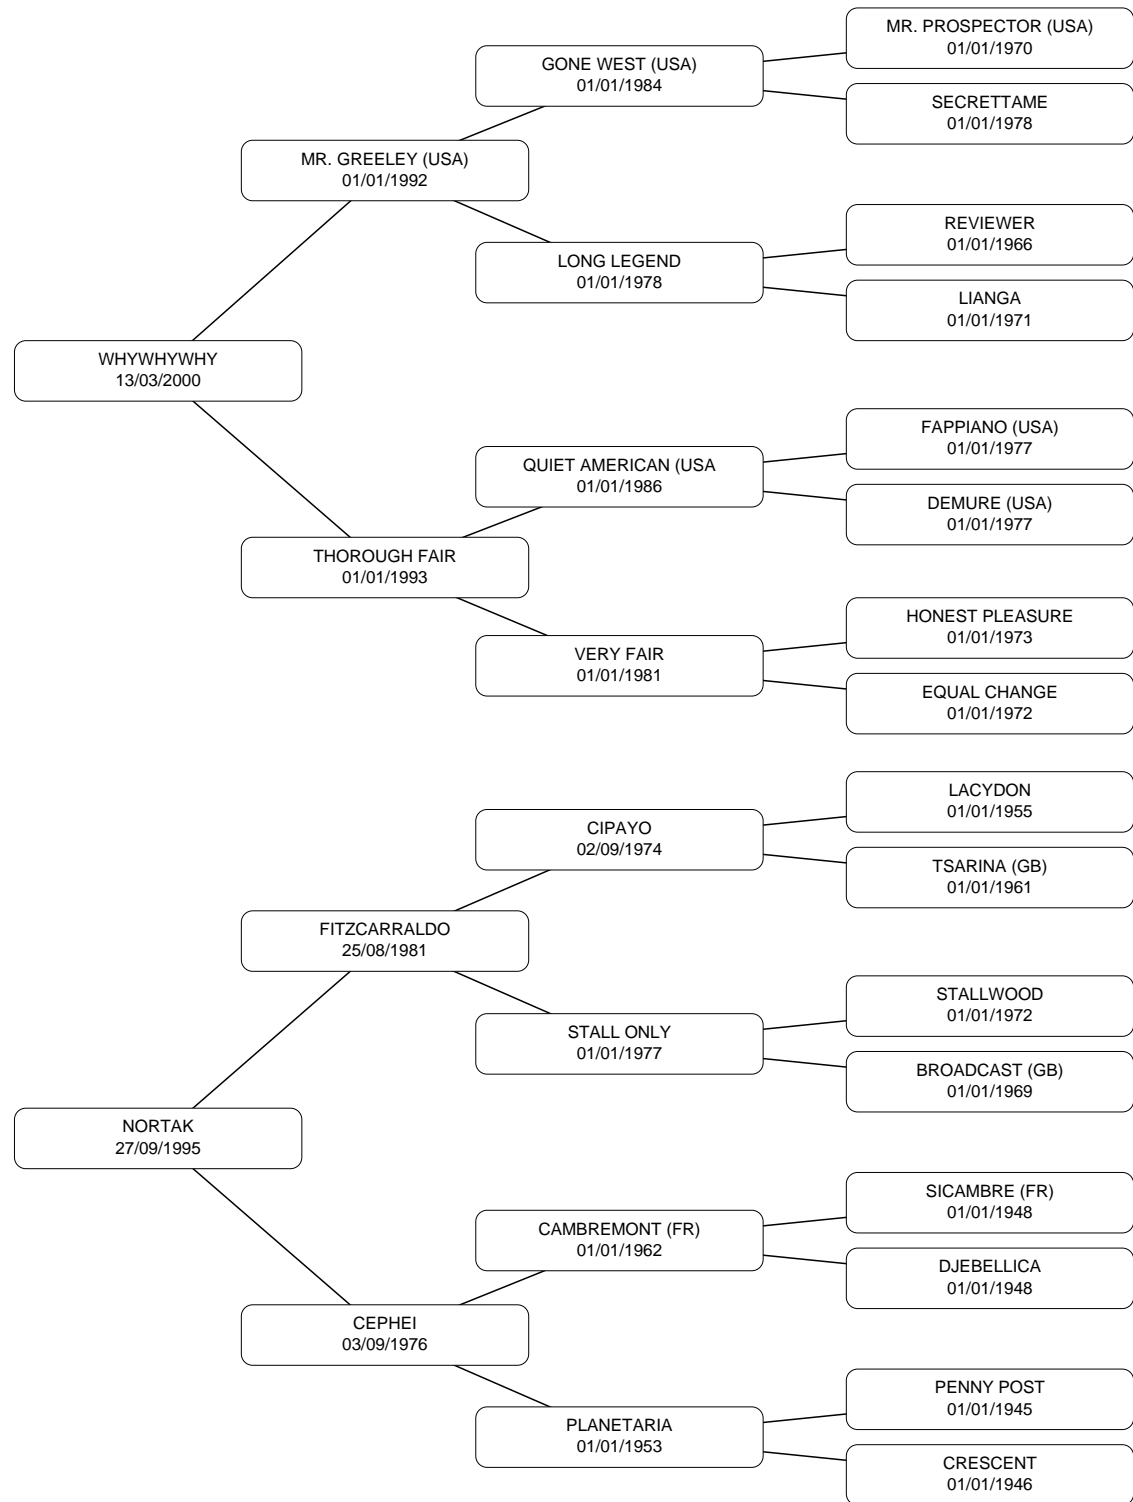 MR. PROSPECTOR (USA)
01/01/1970
GONE WEST (USA)
01/01/1984
SECRETTAME
01/01/1978
MR. GREELEY (USA)
01/01/1992
REVIEWER
01/01/1966
LONG LEGEND
01/01/1978
LIANGA
01/01/1971
WHYWHYWHY
13/03/2000
FAPPIANO (USA)
01/01/1977
QUIET AMERICAN (USA
01/01/1986
DEMURE (USA)
01/01/1977
THOROUGH FAIR
01/01/1993
HONEST PLEASURE
01/01/1973
VERY FAIR
01/01/1981
EQUAL CHANGE
01/01/1972
LACYDON
01/01/1955
CIPAYO
02/09/1974
TSARINA (GB)
01/01/1961
FITZCARRALDO
25/08/1981
STALLWOOD
01/01/1972
STALL ONLY
01/01/1977
BROADCAST (GB)
01/01/1969
NORTAK
27/09/1995
SICAMBRE (FR)
01/01/1948
CAMBREMONT (FR)
01/01/1962
DJEBELLICA
01/01/1948
CEPHEI
03/09/1976
PENNY POST
01/01/1945
PLANETARIA
01/01/1953
CRESCENT
01/01/1946